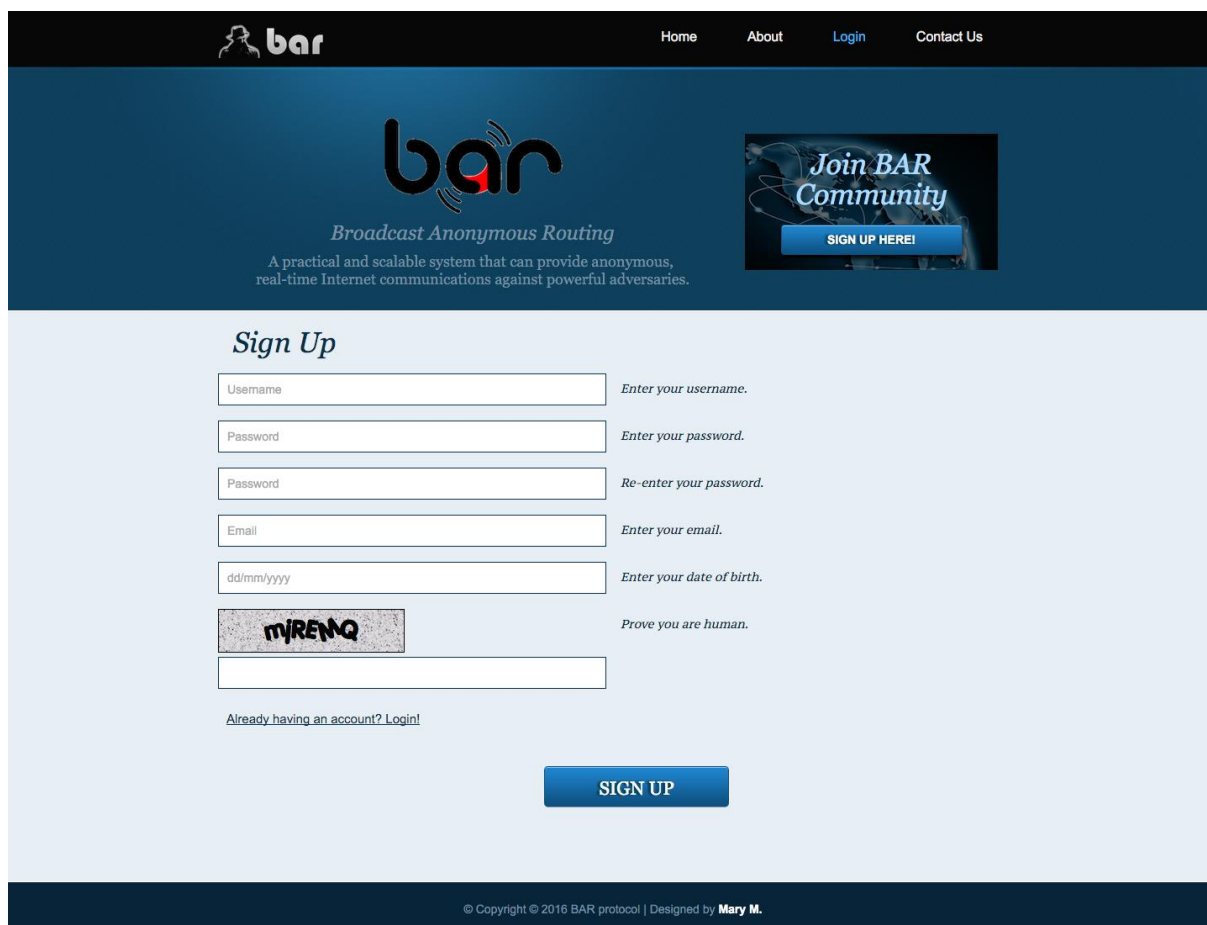 bar
Home About Login Contact Us
bar
Broadcast Anonymous Routing
A practical and scalable system that can provide anonymous,
real-time Internet communications against powerful adversaries.
Join BAR
Community
SIGN UP HERE!
Sign Up
Username Enter your username.
Password Enter your password.
Password Re-enter your password.
Email Enter your email.
dd/mm/yyyy Enter your date of birth.
mjREMQ Prove you are human.
Already having an account? Login!
SIGN UP
© Copyright © 2016 BAR protocol | Designed by Mary M.